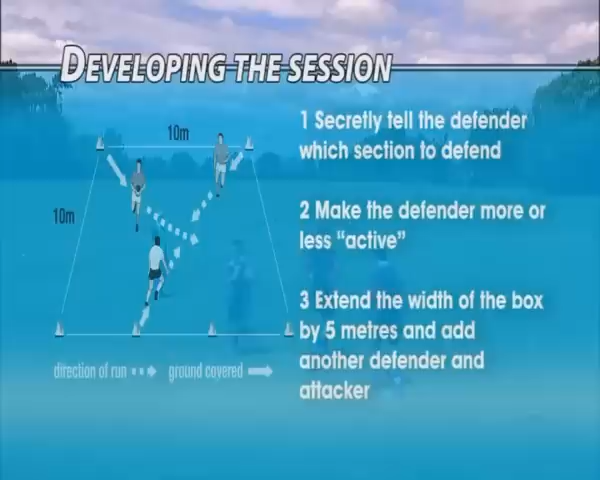 DEVELOPING THE SESSION
10m
10m
direction of run
ground covered
1 Secretly tell the defender
which section to defend
2 Make the defender more or
less “active”
3 Extend the width of the box
by 5 metres and add
another defender and
attacker